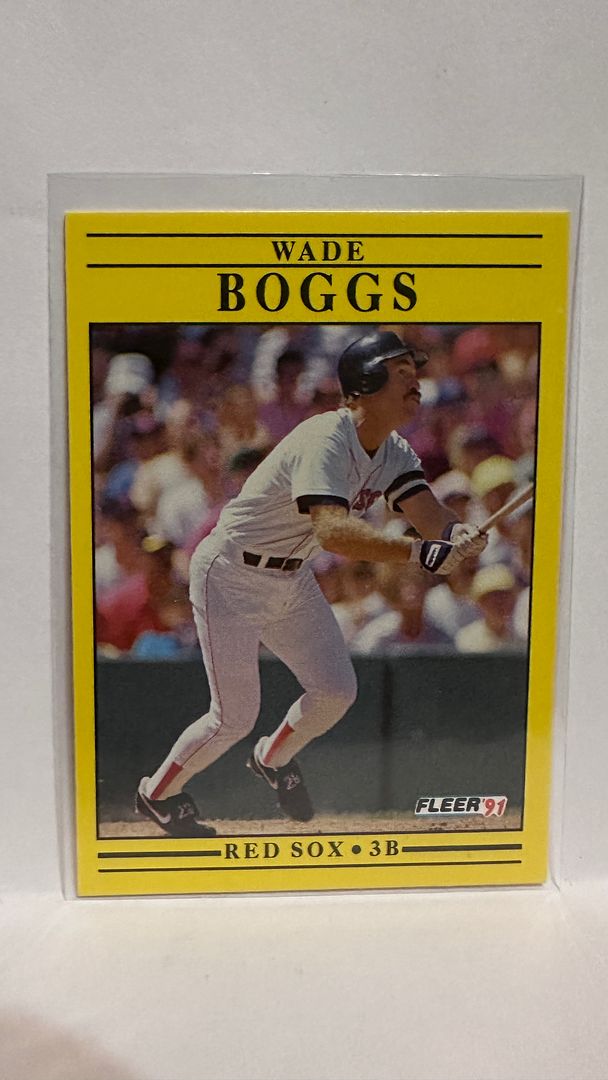 WADE
BOGGS
FLEER '91
RED SOX • 3B